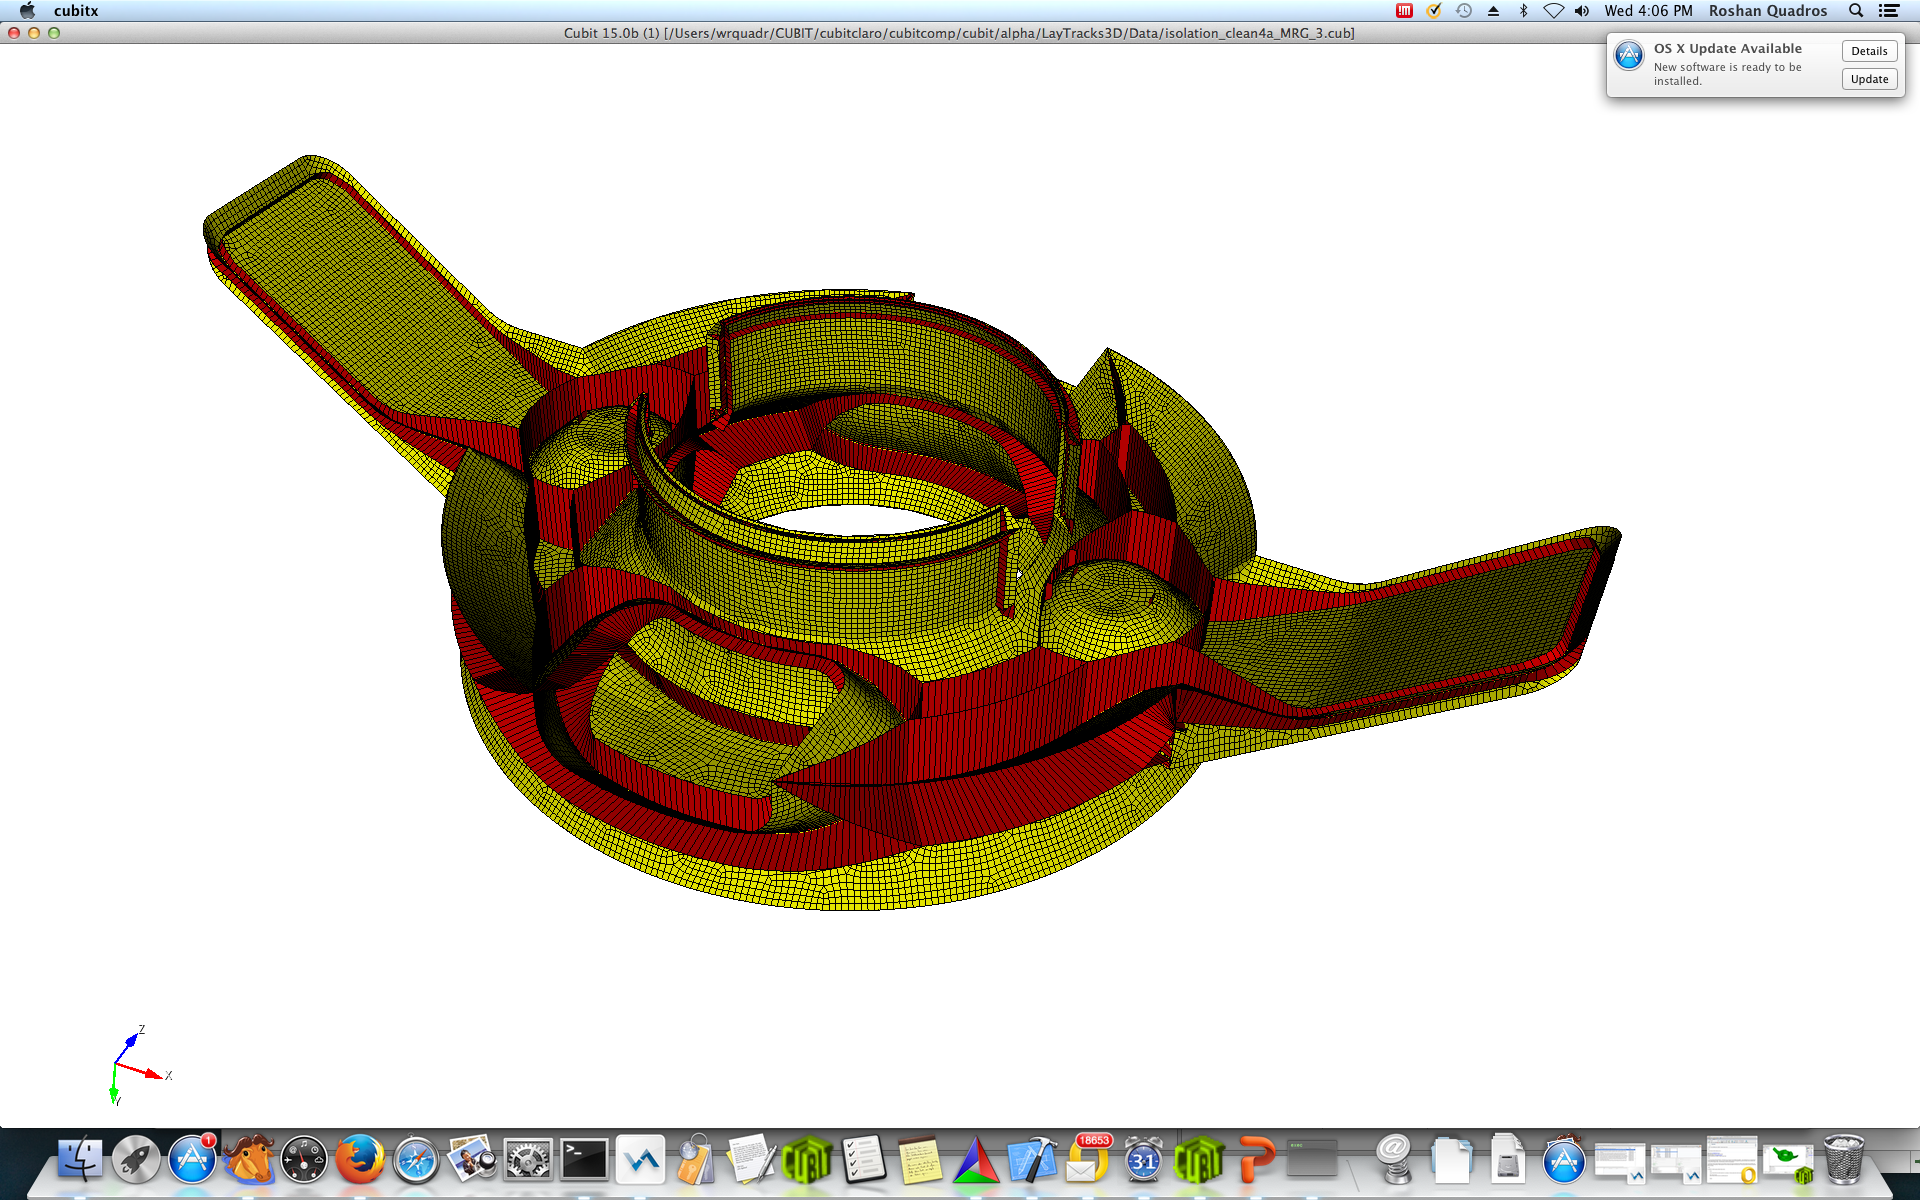 cubitx
Wed 4:06 PM Roshan Quadros
Cubit 15.0b (1) [/Users/wrquadr/CUBIT/cubitclaro/cubitcomp/cubit/alpha/LayTracks3D/Data/isolation_clean4a_MRG_3.cub]
OS X Update Available
New software is ready to be
installed.
Details
Update
Z
X
Y
1
18653
31